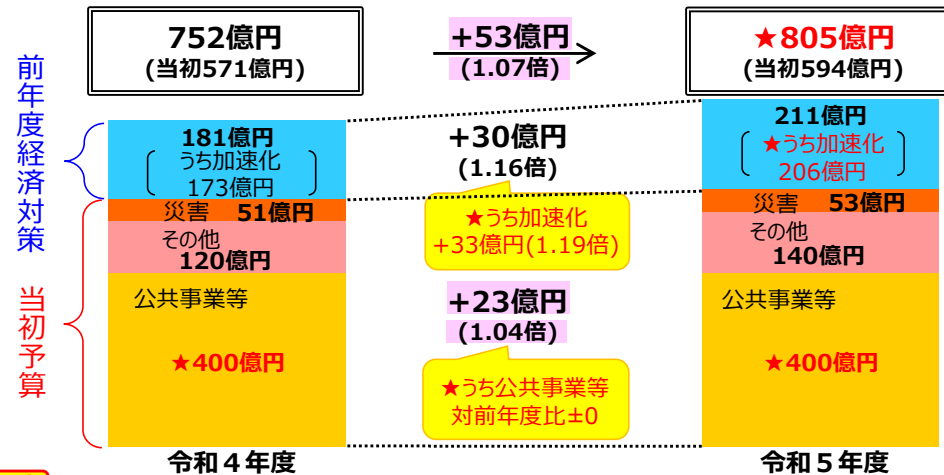 752億円
(当初571億円)
+53億円
(1.07倍)
★805億円
(当初594億円)
前年度経済対策
当初予算
181億円
うち加速化
173億円
災害 51億円
その他
120億円
公共事業等
★400億円
令和４年度
+30億円
(1.16倍)
★うち加速化
+33億円(1.19倍)
+23億円
(1.04倍)
★うち公共事業等
対前年度比±0
211億円
★うち加速化
206億円
災害 53億円
その他
140億円
公共事業等
★400億円
令和５年度